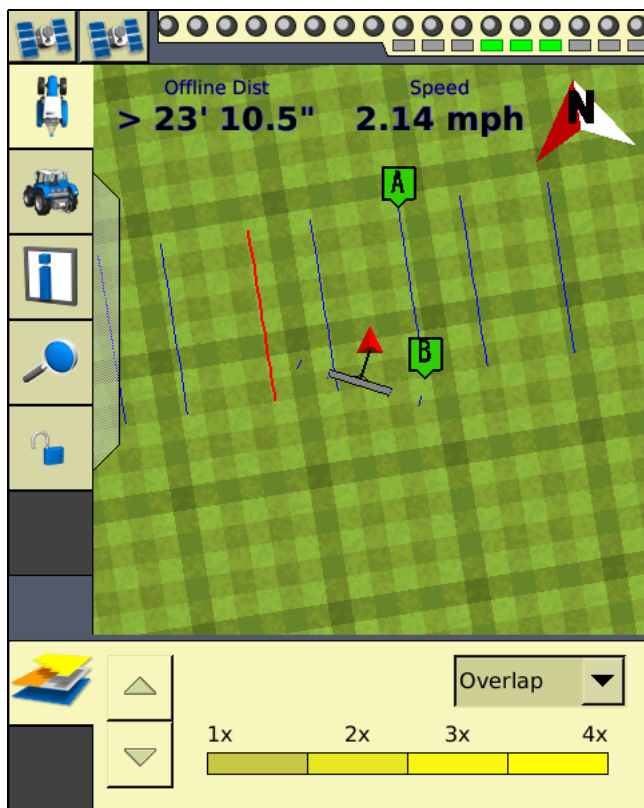 Offline Dist Speed
> 23' 10.5" 2.14 mph
N
A
B
Overlap
1x 2x 3x 4x